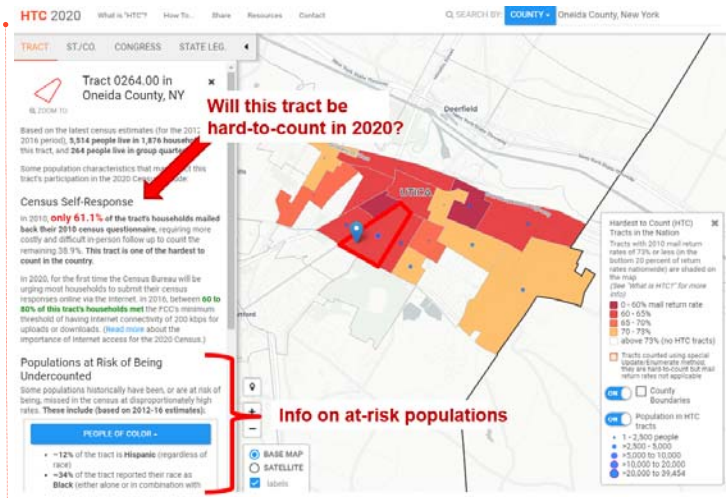 HTC 2020
What is "HTC"?
How To...
Share
Resources
Contact
SEARCH BY:
COUNTY
Oneida County, New York
TRACT
ST./CO.
CONGRESS
STATE LEG.
Tract 0264.00 in
Oneida County, NY
ZOOM TO
Will this tract be
hard-to-count in 2020?
Based on the latest census estimates (for the 2012-
2016 period), 5,514 people live in 1,876 households
this tract, and 264 people live in group quarters
Some population characteristics that may this
tract's participation in the 2020 Census
Census Self-Response
In 2010, only 61.1% of the tract's households mailed
back their 2010 census questionnaire, requiring more
costly and difficult in-person follow up to count the
remaining 38.9%. This tract is one of the hardest to
count in the country.
In 2020, for the first time the Census Bureau will be
urging most households to submit their census
responses online via the Internet. In 2016, between 60 to
80% of this tract's households met the FCC's minimum
threshold of having Internet connectivity of 200 kbps for
uploads or downloads. (Read more about the
importance of Internet access for the 2020 Census.)
Populations at Risk of Being
Undercounted
Some populations historically have been, or are at risk of
being, missed in the census at disproportionately high
rates. These include (based on 2012-16 estimates):
PEOPLE OF COLOR
• ~12% of the tract is Hispanic (regardless of
race)
• ~34% of the tract reported their race as
Black (either alone or in combination with
Info on at-risk populations
New York State Thruway
Deerfield
UTICA
BASE MAP
SATELLITE
labels
Hardest to Count (HTC)
Tracts in the Nation
Tracts with 2010 mail return
rates of 73% or less (in the
bottom 20 percent of return
rates nationwide) are shaded on
the map
(See "What is HTC?" for more
info)
0 - 60% mail return rate
60 - 65%
65 - 70%
70 - 73%
above 73% (no HTC tracts)
Tracts counted using special
Update/Enumerate method;
they are hard-to-count but mail
return rates not applicable
ON
County
Boundaries
ON
Population in HTC
tracts
1 - 2,500 people
>2,500 - 5,000
>5,000 to 10,000
>10,000 to 20,000
>20,000 to 39,454